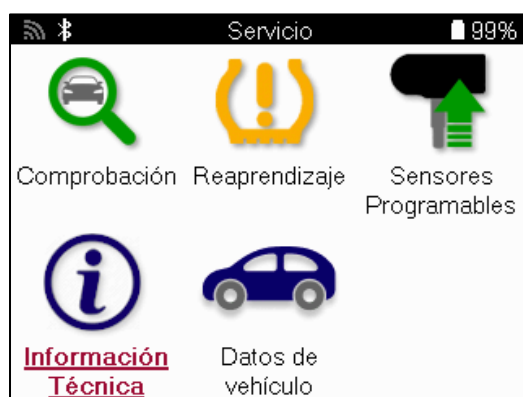 Servicio 99%
Comprobación Reaprendizaje Sensores
Programables
Información Datos de
Técnica vehículo